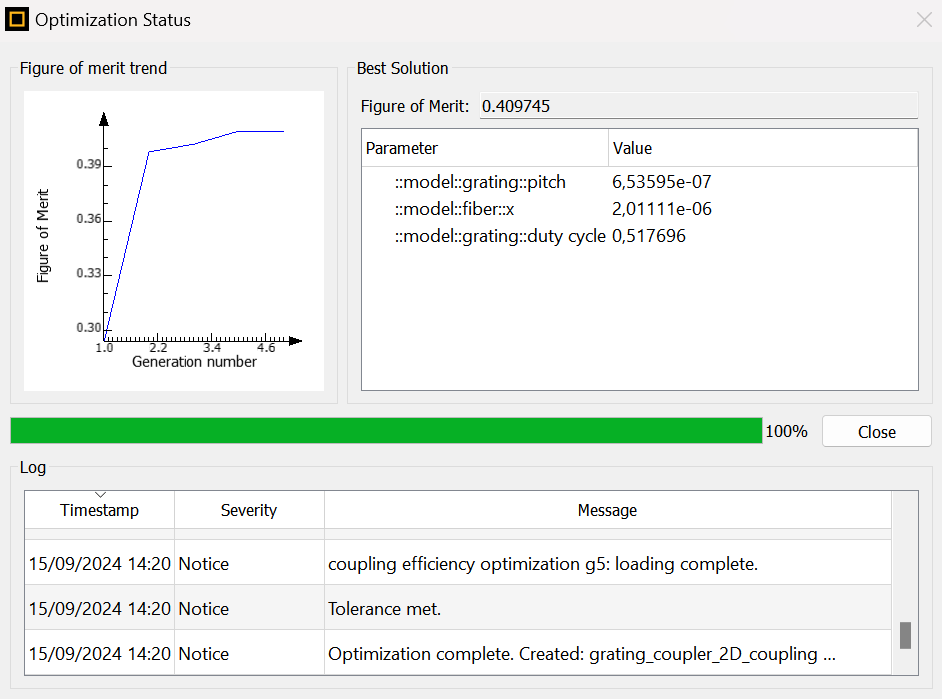 Optimization Status
Figure of merit trend
0.39
0.36
0.33
0.30
Figure of Merit
1.0 2.2 3.4 4.6
Generation number
Best Solution
Figure of Merit: 0.409745
Parameter Value
::model::grating::pitch 6,53595e-07
::model::fiber::x 2,01111e-06
::model::grating::duty cycle 0,517696
100%
Close
Log
Timestamp Severity Message
15/09/2024 14:20 Notice coupling efficiency optimization g5: loading complete.
15/09/2024 14:20 Notice Tolerance met.
15/09/2024 14:20 Notice Optimization complete. Created: grating_coupler_2D_coupling ...